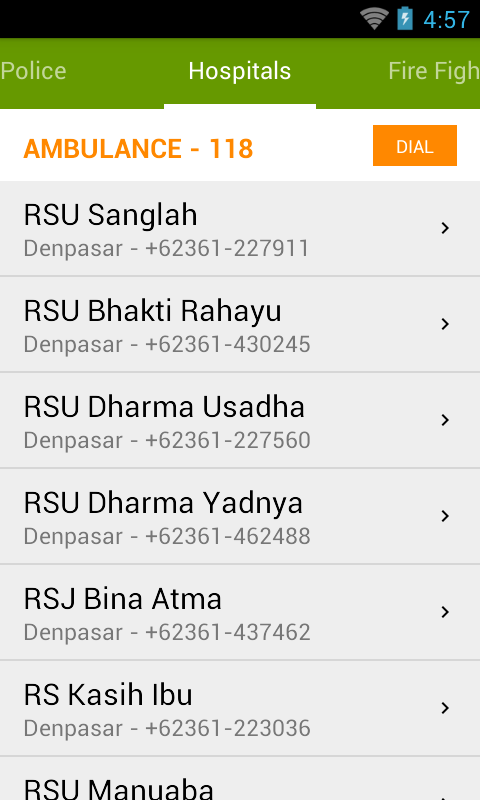 4:57
Police
Hospitals
Fire Figh
AMBULANCE - 118
DIAL
RSU Sanglah
Denpasar - +62361-227911
RSU Bhakti Rahayu
Denpasar - +62361-430245
RSU Dharma Usadha
Denpasar - +62361-227560
RSU Dharma Yadnya
Denpasar - +62361-462488
RSJ Bina Atma
Denpasar - +62361-437462
RS Kasih Ibu
Denpasar - +62361-223036
RSU Manuaba